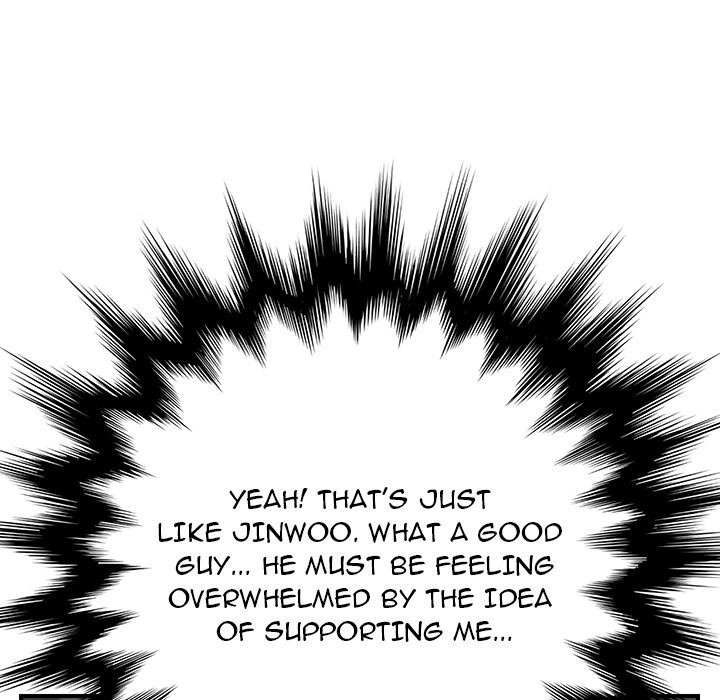 YEAH! THAT'S JUST
LIKE JINWOO. WHAT A GOOD
GUY... HE MUST BE FEELING
OVERWHELMED BY THE IDEA
OF SUPPORTING ME...